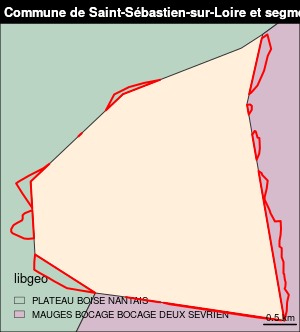 Commune de Saint-Sébastien-sur-Loire et segme
libgeo
PLATEAU BOISE NANTAIS
MAUGES BOCAGE BOCAGE DEUX SEVRIEN
0.5 km